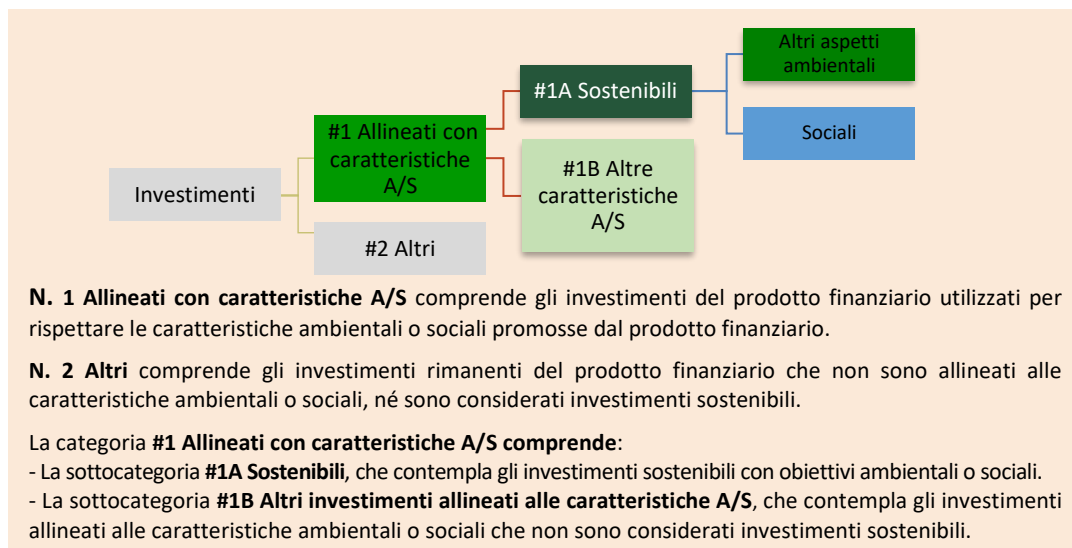 Altri aspetti
ambientali
#1A Sostenibili
#1 Allineati con
caratteristiche
A/S
Sociali
#1B Altre
caratteristiche
A/S
Investimenti
#2 Altri
N. 1 Allineati con caratteristiche A/S comprende gli investimenti del prodotto finanziario utilizzati per
rispettare le caratteristiche ambientali o sociali promosse dal prodotto finanziario.
N. 2 Altri comprende gli investimenti rimanenti del prodotto finanziario che non sono allineati alle
caratteristiche ambientali o sociali, né sono considerati investimenti sostenibili.
La categoria #1 Allineati con caratteristiche A/S comprende:
- La sottocategoria #1A Sostenibili, che contempla gli investimenti sostenibili con obiettivi ambientali o sociali.
- La sottocategoria #1B Altri investimenti allineati alle caratteristiche A/S, che contempla gli investimenti
allineati alle caratteristiche ambientali o sociali che non sono considerati investimenti sostenibili.